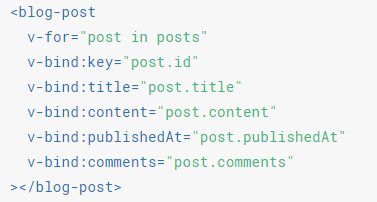 <blog-post
  v-for="post in posts"
  v-bind:key="post.id"
  v-bind:title="post.title"
  v-bind:content="post.content"
  v-bind:publishedAt="post.publishedAt"
  v-bind:comments="post.comments"
></blog-post>